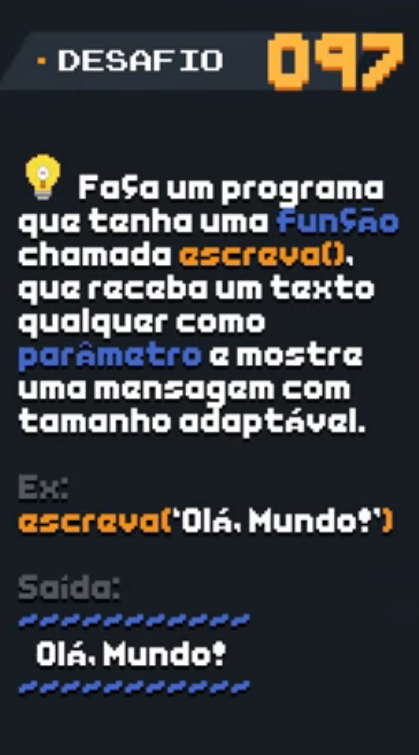 DESAFIO 097
Faça um programa
que tenha uma função
chamada escreva(),
que receba um texto
qualquer como
parâmetro e mostre
uma mensagem com
tamanho adaptável.
Ex:
escreva('Olá, Mundo!')
Saída:
~~~~~~~~~~~
Olá, Mundo!
~~~~~~~~~~~